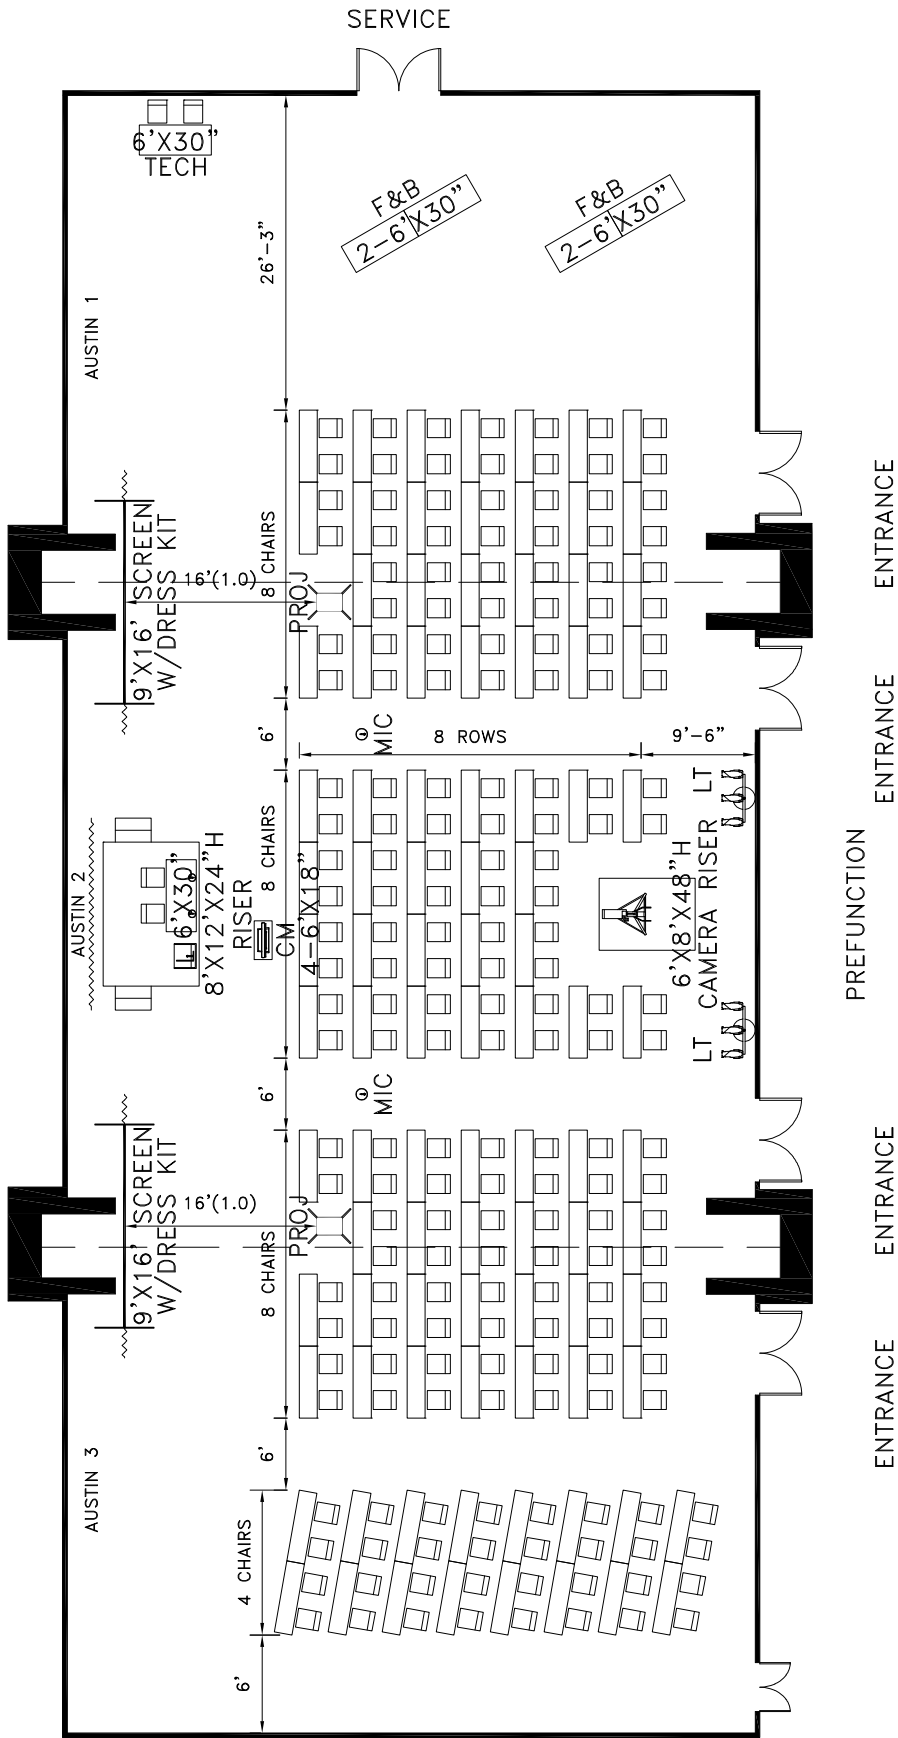 SERVICE
6'X30"
TECH
F&B
2-6'X30"
F&B
2-6'X30"
26'-3"
AUSTIN 1
ENTRANCE
8 CHAIRS
9'X16' SCREEN
W/DRESS KIT
16'(1.0)
PROJ
ENTRANCE
6'
MIC
8 ROWS
9'-6"
LT
8 CHAIRS
AUSTIN 2
6'X30"
L
8'X12'X24"H
RISER
CM
4-6'X18"
6'X8'X48"H
CAMERA RISER
PREFUNCTION
LT
6'
MIC
ENTRANCE
9'X16' SCREEN
W/DRESS KIT
16'(1.0)
PROJ
8 CHAIRS
ENTRANCE
6'
AUSTIN 3
4 CHAIRS
6'